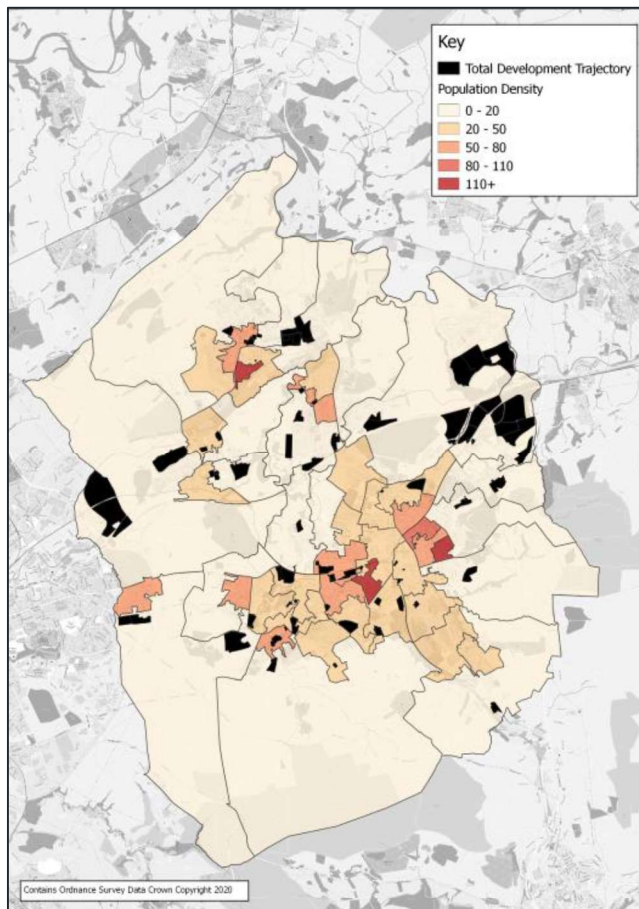 Key
Total Development Trajectory
Population Density
0 - 20
20 - 50
50 - 80
80 - 110
110+
Contains Ordnance Survey Data Crown Copyright 2020